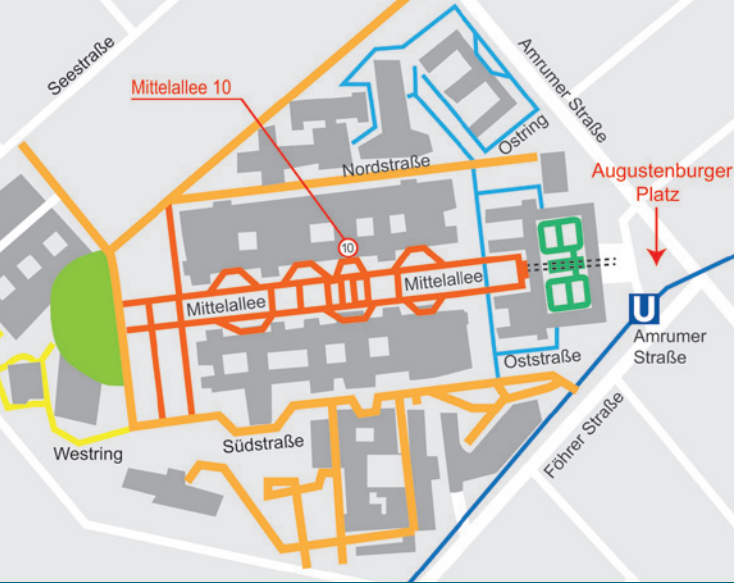 Seestraße
Amrumer Straße
Mittelallee 10
Ostring
Nordstraße
Augustenburger
Platz
10
Mittelallee
Mittelallee
U
Amrumer
Straße
Oststraße
Südstraße
Föhrer Straße
Westring